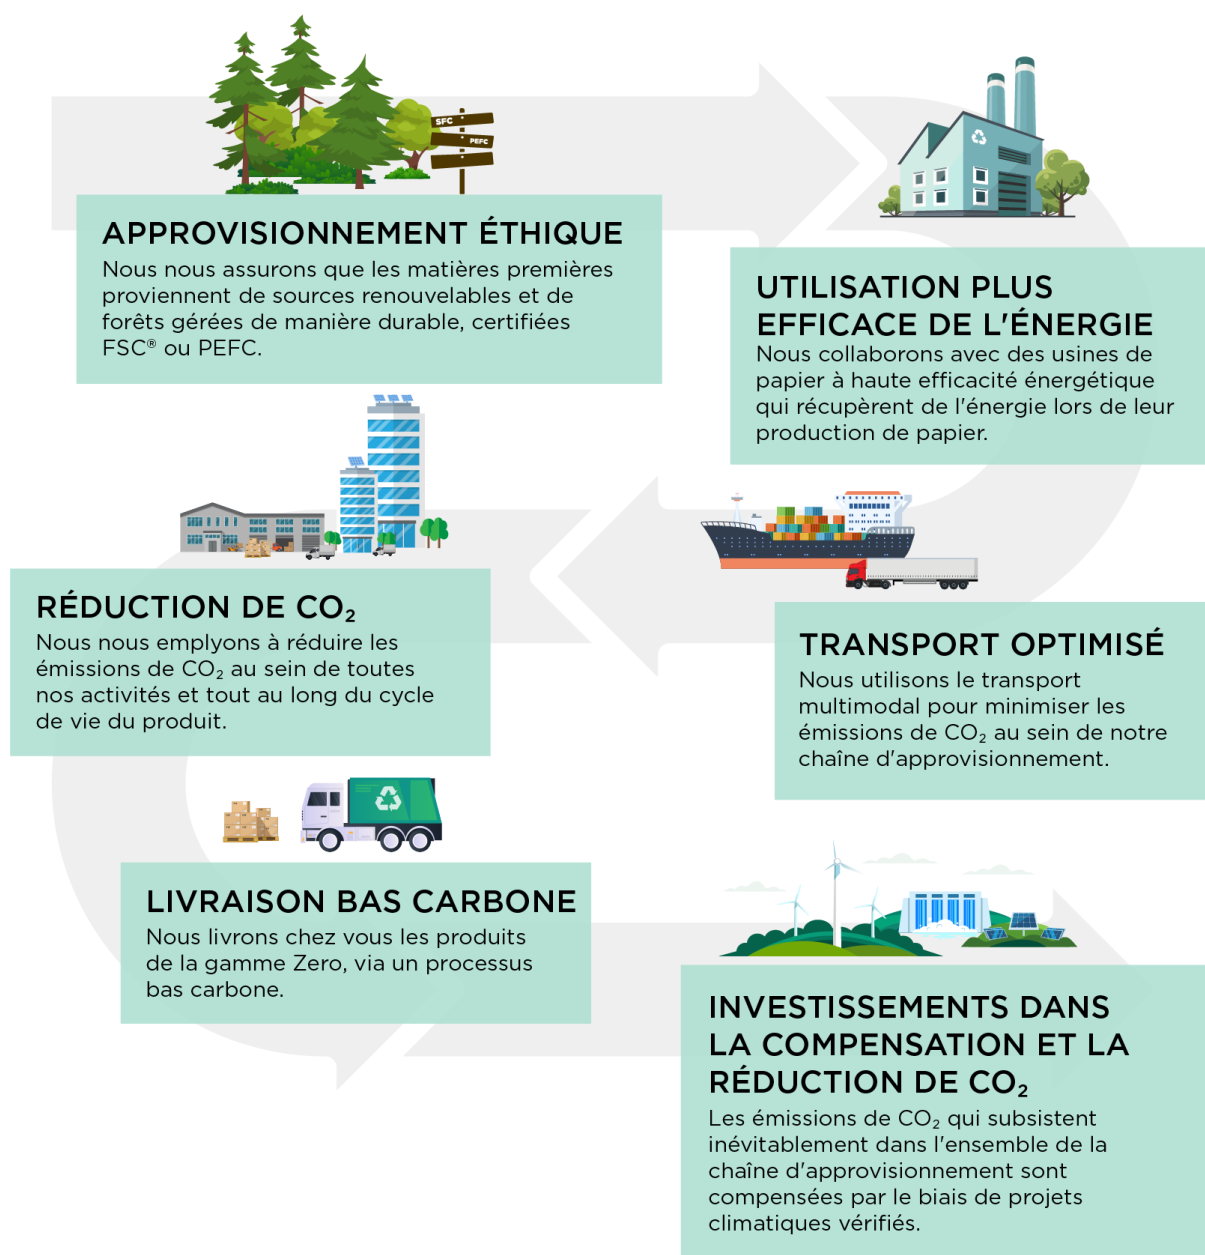 SFC
PEFC
APPROVISIONNEMENT ÉTHIQUE
Nous nous assurons que les matières premières
proviennent de sources renouvelables et de
forêts gérées de manière durable, certifiées
FSC® ou PEFC.
UTILISATION PLUS
EFFICACE DE L'ÉNERGIE
Nous collaborons avec des usines de
papier à haute efficacité énergétique
qui récupèrent de l'énergie lors de leur
production de papier.
TRANSPORT OPTIMISÉ
Nous utilisons le transport
multimodal pour minimiser les
émissions de CO₂ au sein de notre
chaîne d'approvisionnement.
RÉDUCTION DE CO₂
Nous nous emplyons à réduire les
émissions de CO₂ au sein de toutes
nos activités et tout au long du cycle
de vie du produit.
LIVRAISON BAS CARBONE
Nous livrons chez vous les produits
de la gamme Zero, via un processus
bas carbone.
INVESTISSEMENTS DANS
LA COMPENSATION ET LA
RÉDUCTION DE CO₂
Les émissions de CO₂ qui subsistent
inévitablement dans l'ensemble de la
chaîne d'approvisionnement sont
compensées par le biais de projets
climatiques vérifiés.